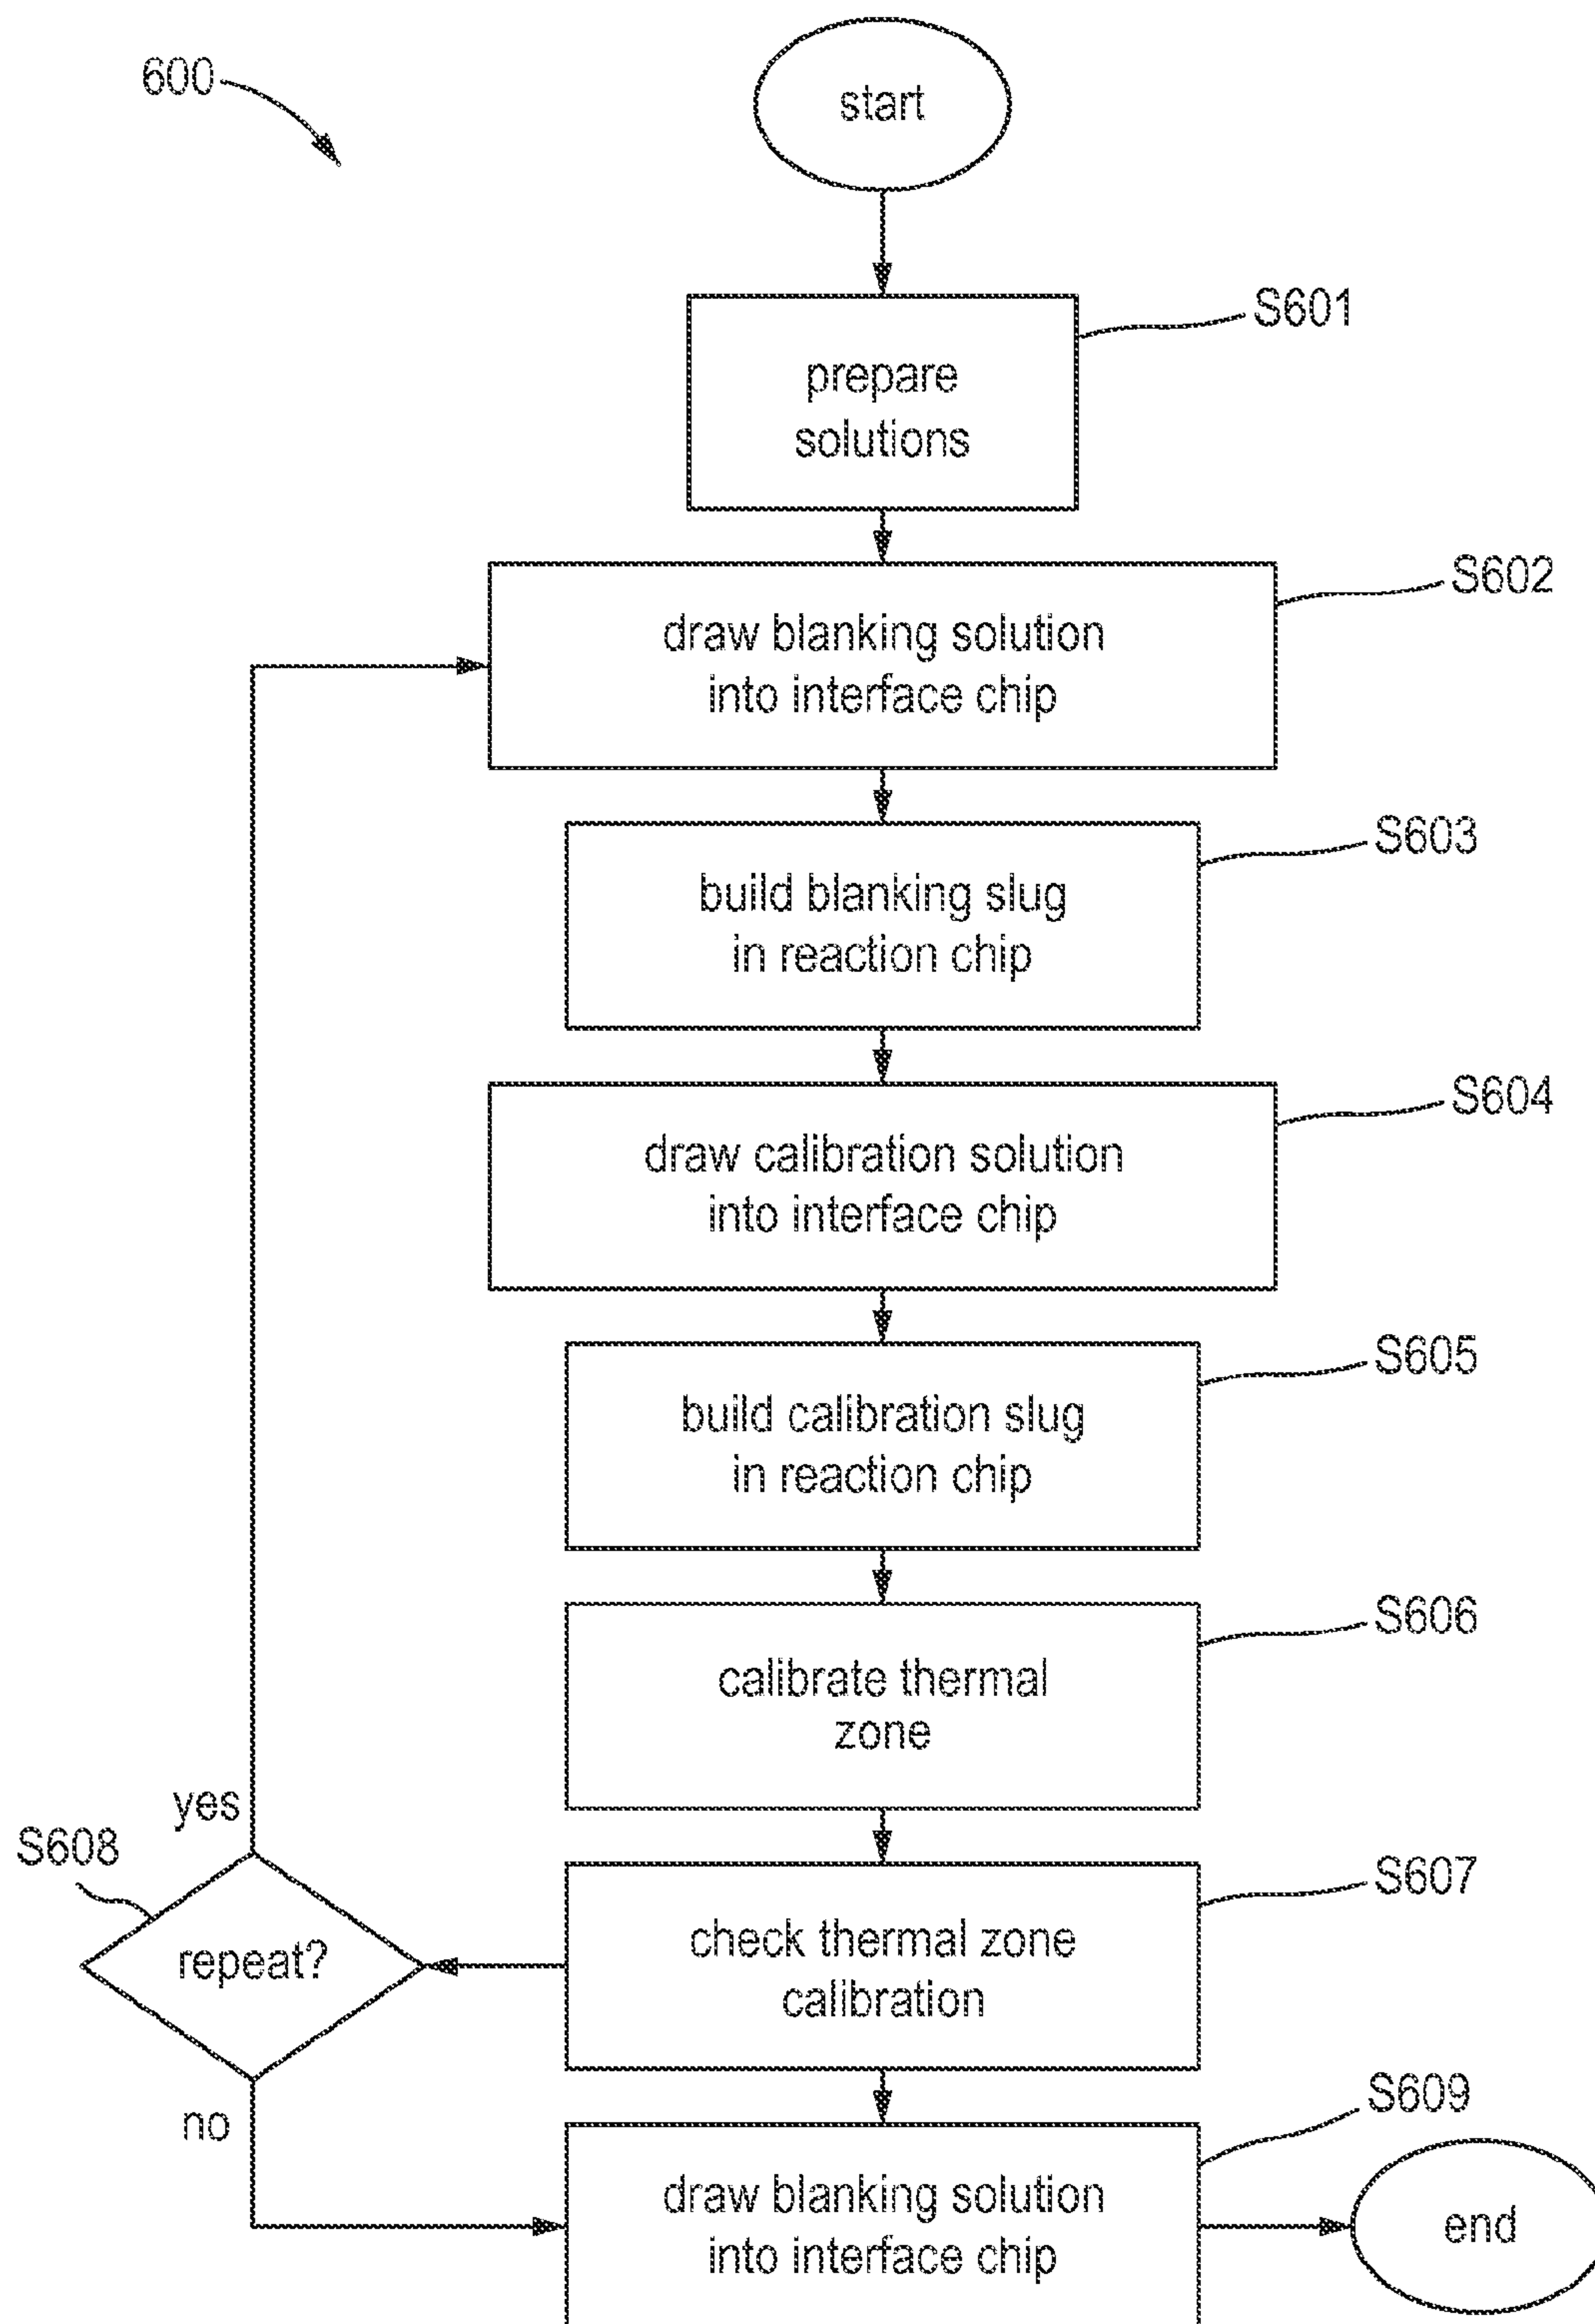 600
start
S601
prepare
solutions
S602
draw blanking solution
into interface chip
S603
build blanking slug
in reaction chip
S604
draw calibration solution
into interface chip
S605
build calibration slug
in reaction chip
S606
calibrate thermal
zone
yes
S608
repeat?
S607
check thermal zone
calibration
no
S609
draw blanking solution
into interface chip
end